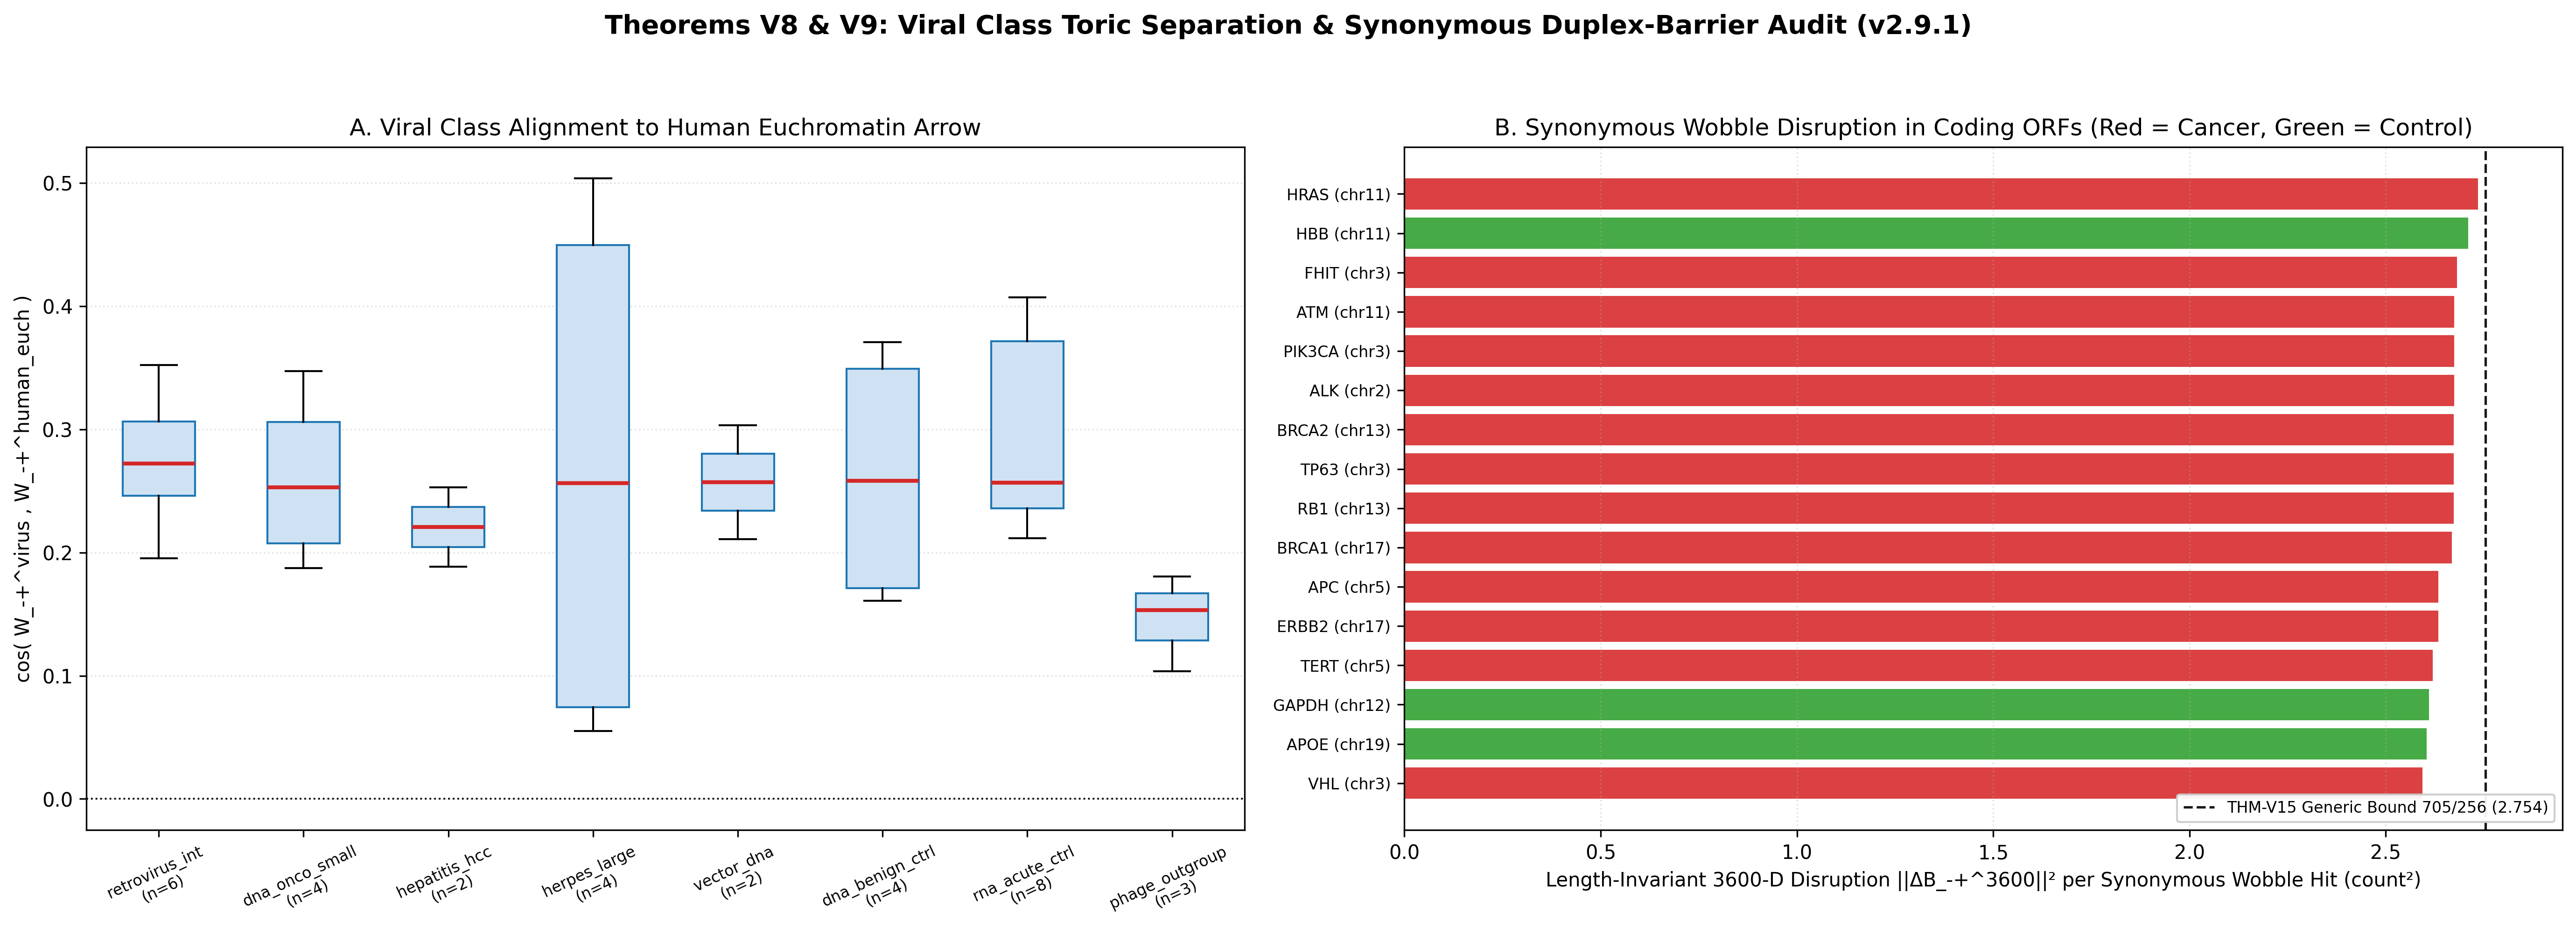 Theorems V8 & V9: Viral Class Toric Separation & Synonymous Duplex-Barrier Audit (v2.9.1)
A. Viral Class Alignment to Human Euchromatin Arrow
cos( W_-+^virus , W_-+^human_euch )
0.5
0.4
0.3
0.2
0.1
0.0
retrovirus_int
(n=6)
dna_onco_small
(n=4)
hepatitis_hcc
(n=2)
herpes_large
(n=4)
vector_dna
(n=2)
dna_benign_ctrl
(n=4)
rna_acute_ctrl
(n=8)
phage_outgroup
(n=3)
B. Synonymous Wobble Disruption in Coding ORFs (Red = Cancer, Green = Control)
HRAS (chr11)
HBB (chr11)
FHIT (chr3)
ATM (chr11)
PIK3CA (chr3)
ALK (chr2)
BRCA2 (chr13)
TP63 (chr3)
RB1 (chr13)
BRCA1 (chr17)
APC (chr5)
ERBB2 (chr17)
TERT (chr5)
GAPDH (chr12)
APOE (chr19)
VHL (chr3)
THM-V15 Generic Bound 705/256 (2.754)
0.0
0.5
1.0
1.5
2.0
2.5
Length-Invariant 3600-D Disruption ||ΔB_-+^3600||² per Synonymous Wobble Hit (count²)